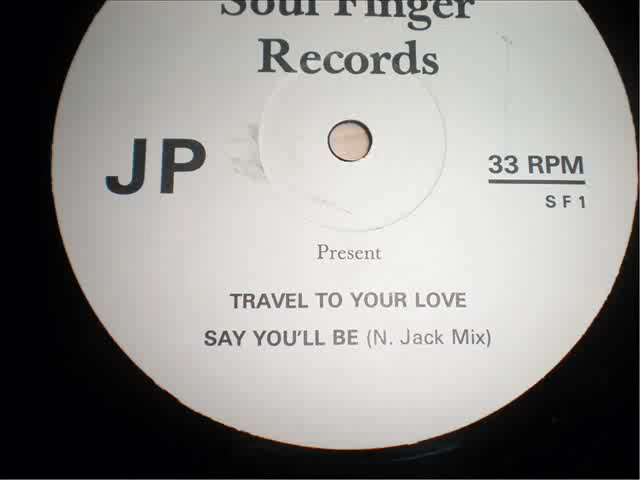 Soul Finger
Records
JP
33 RPM
S F 1
Present
TRAVEL TO YOUR LOVE
SAY YOU'LL BE (N. Jack Mix)